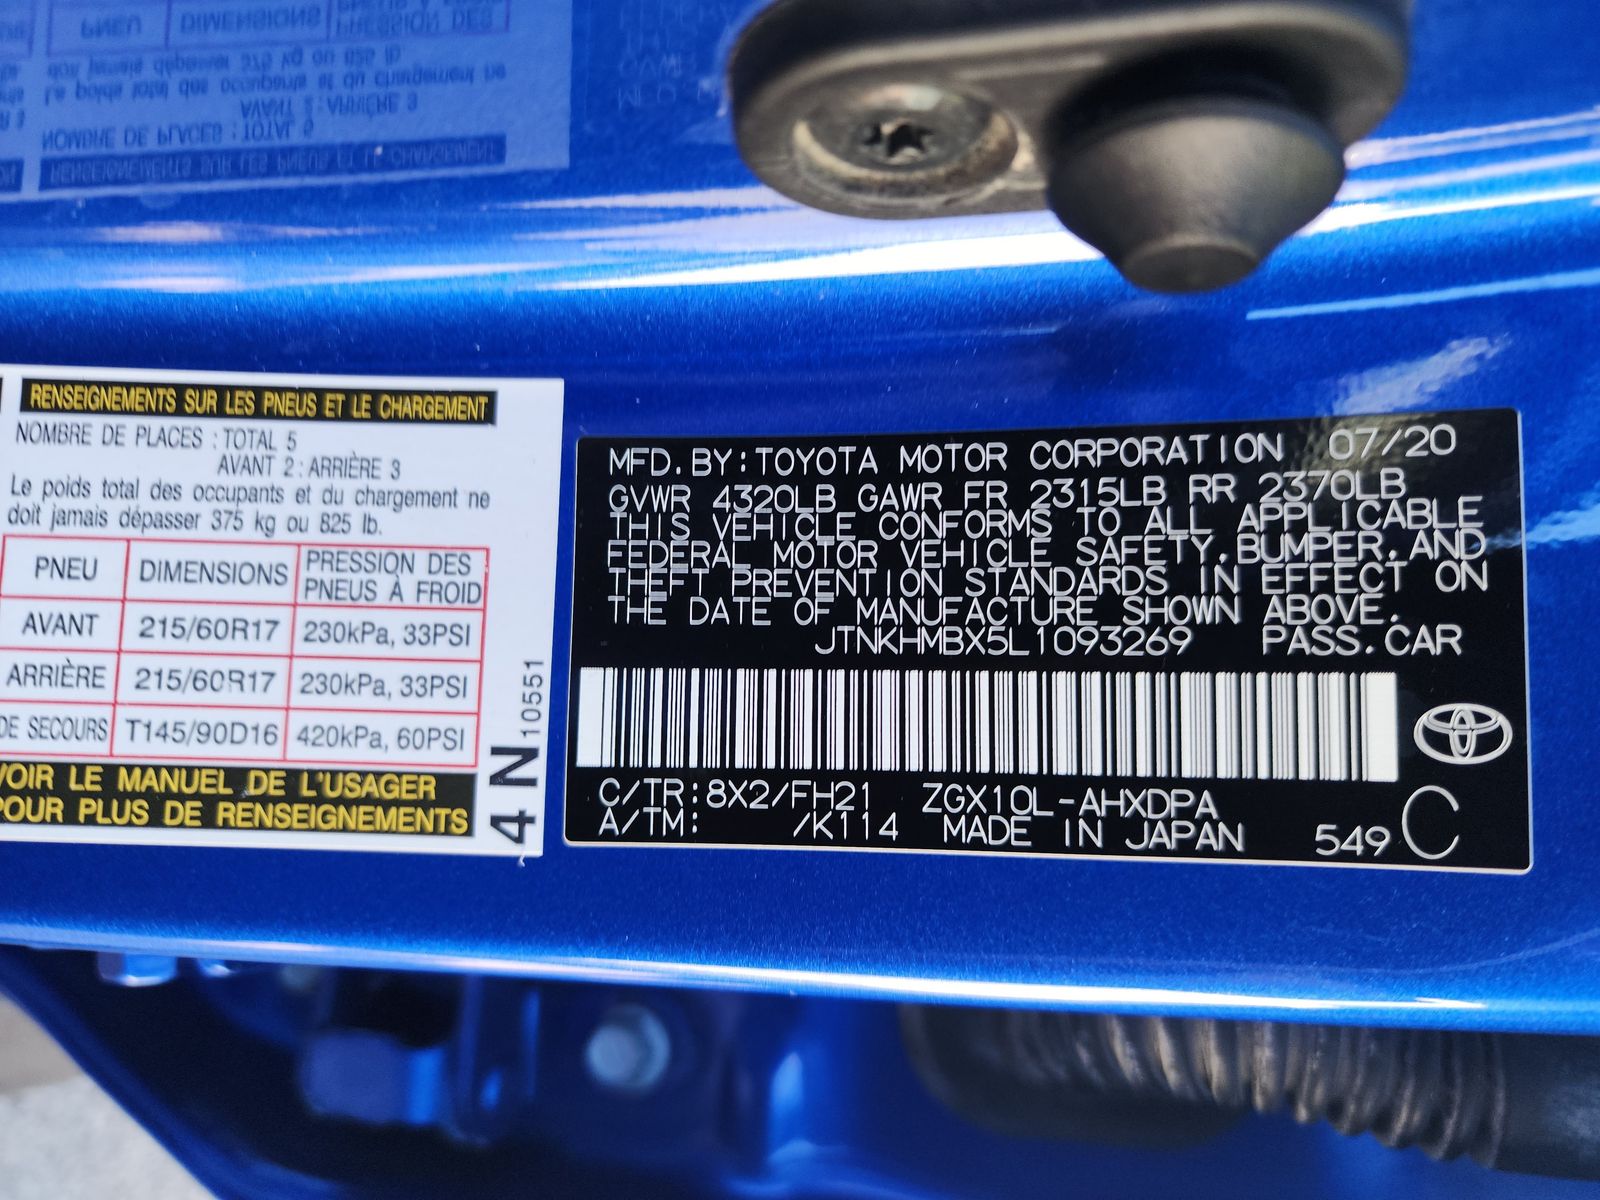 RENSEIGNEMENTS SUR LES PNEUS ET LE CHARGEMENT
NOMBRE DE PLACES : TOTAL 5
AVANT 2 : ARRIÈRE 3
Le poids total des occupants et du chargement ne
doit jamais dépasser 375 kg ou 825 lb.
PNEU DIMENSIONS PRESSION DES PNEUS À FROID
AVANT 215/60R17 230kPa, 33PSI
ARRIÈRE 215/60R17 230kPa, 33PSI
DE SECOURS T145/90D16 420kPa, 60PSI
VOIR LE MANUEL DE L'USAGER
POUR PLUS DE RENSEIGNEMENTS
4N 10551
MFD.BY:TOYOTA MOTOR CORPORATION 07/20
GVWR 4320LB GAWR FR 2315LB RR 2370LB
THIS VEHICLE CONFORMS TO ALL APPLICABLE
FEDERAL MOTOR VEHICLE SAFETY,BUMPER,AND
THEFT PREVENTION STANDARDS IN EFFECT ON
THE DATE OF MANUFACTURE SHOWN ABOVE.
JTNKHMBX5L1093269 PASS.CAR
C/TR:8X2/FH21 ZGX10L-AHXDPA
A/TM: /K114 MADE IN JAPAN 549 C